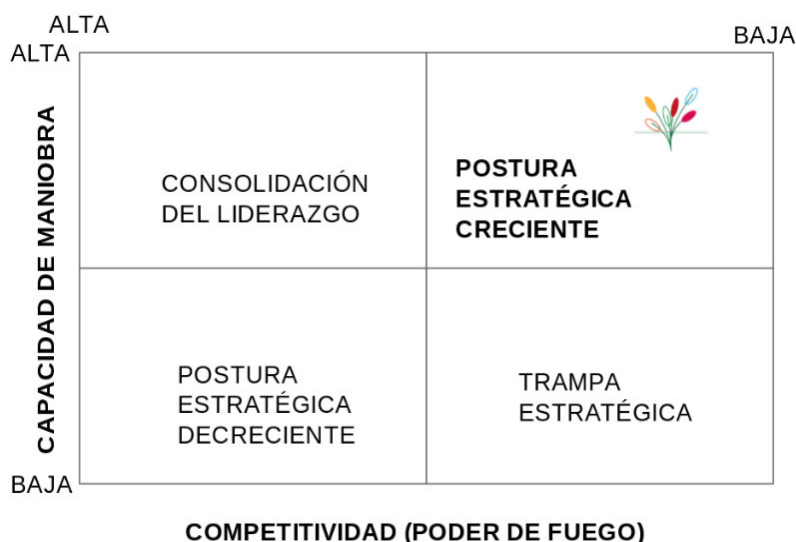 ALTA
ALTA
BAJA
CAPACIDAD DE MANIOBRA
CONSOLIDACIÓN
DEL LIDERAZGO
POSTURA
ESTRATÉGICA
CRECIENTE
POSTURA
ESTRATÉGICA
DECRECIENTE
TRAMPA
ESTRATÉGICA
BAJA
COMPETITIVIDAD (PODER DE FUEGO)